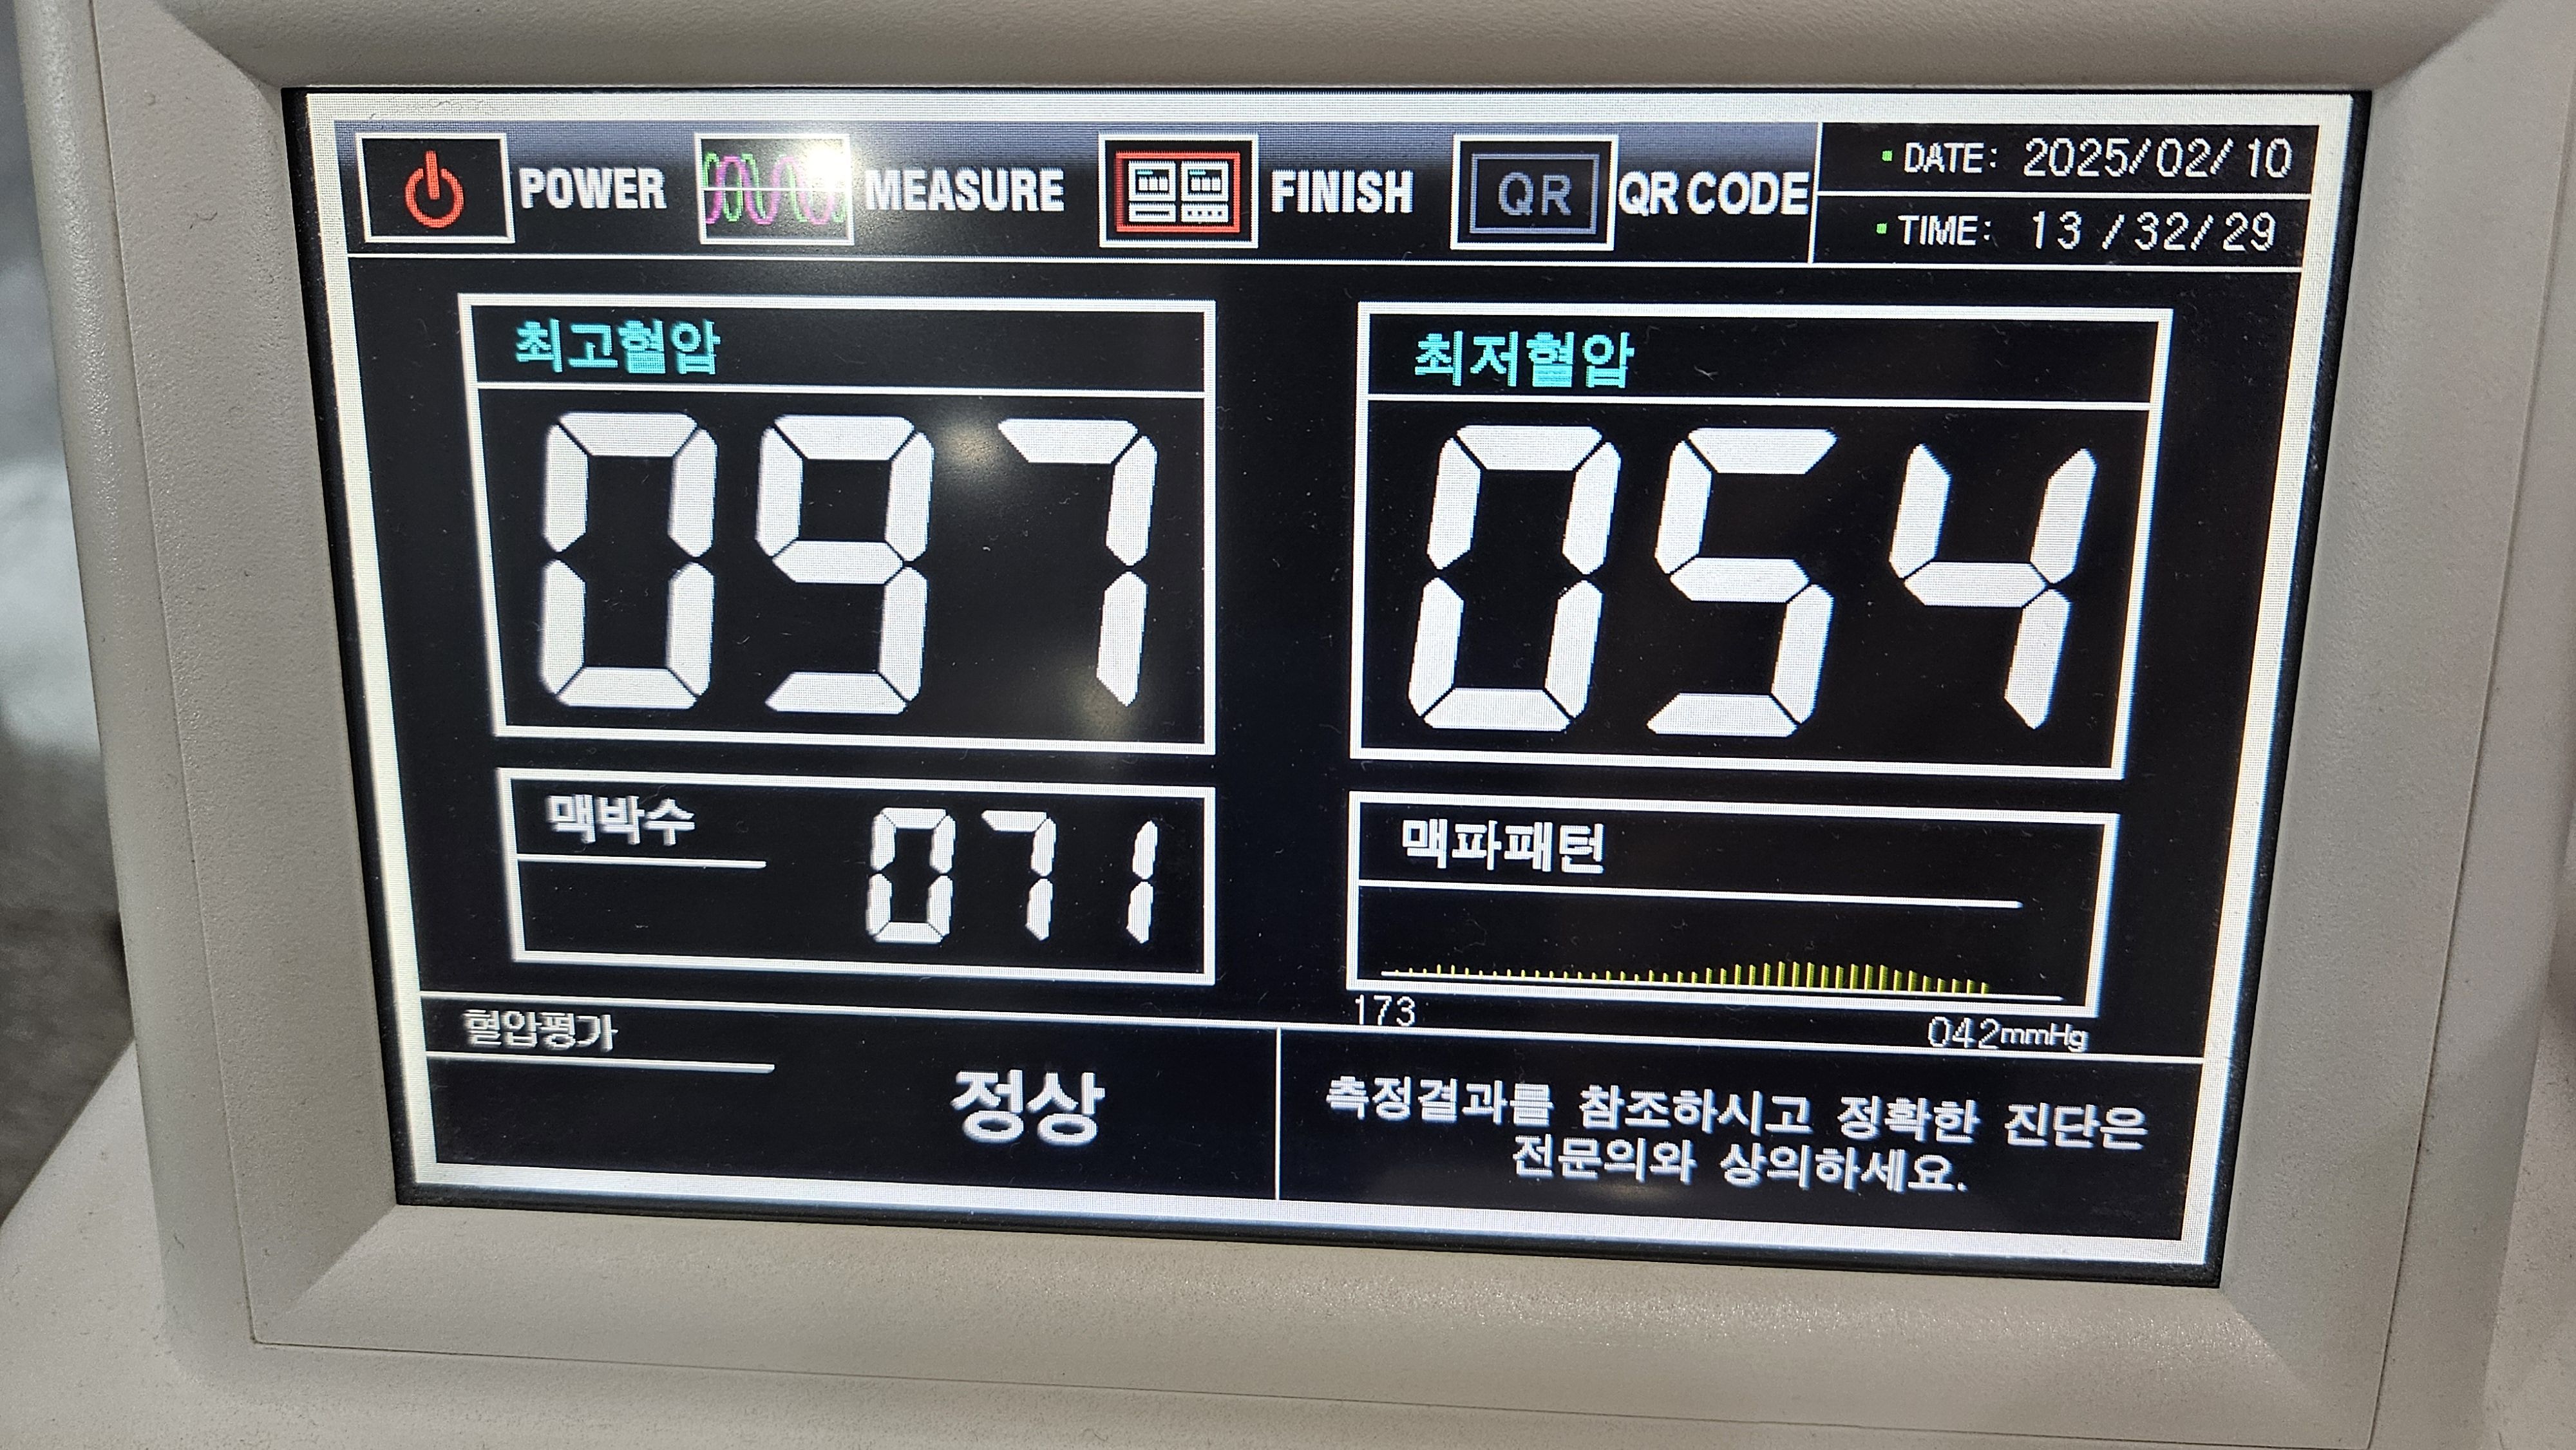 POWER MEASURE FINISH QR QR CODE
DATE: 2025/02/10
TIME: 13/32/29
최고혈압
097
최저혈압
054
맥박수
071
맥파패턴
173
042mmHg
혈압평가
정상
측정결과를 참조하시고 정확한 진단은
전문의와 상의하세요.